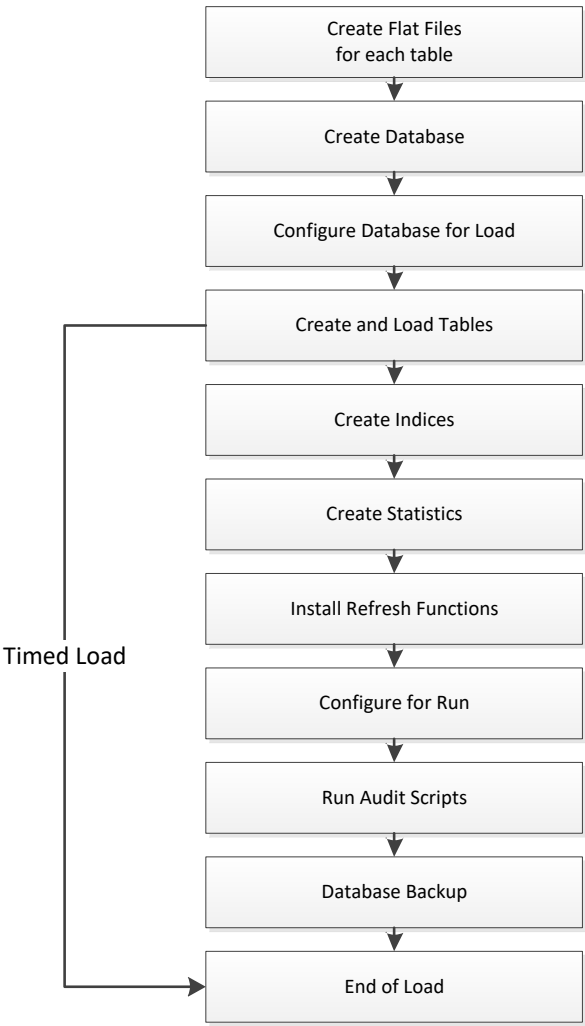 Create Flat Files
for each table
Create Database
Configure Database for Load
Create and Load Tables
Create Indices
Create Statistics
Install Refresh Functions
Timed Load
Configure for Run
Run Audit Scripts
Database Backup
End of Load